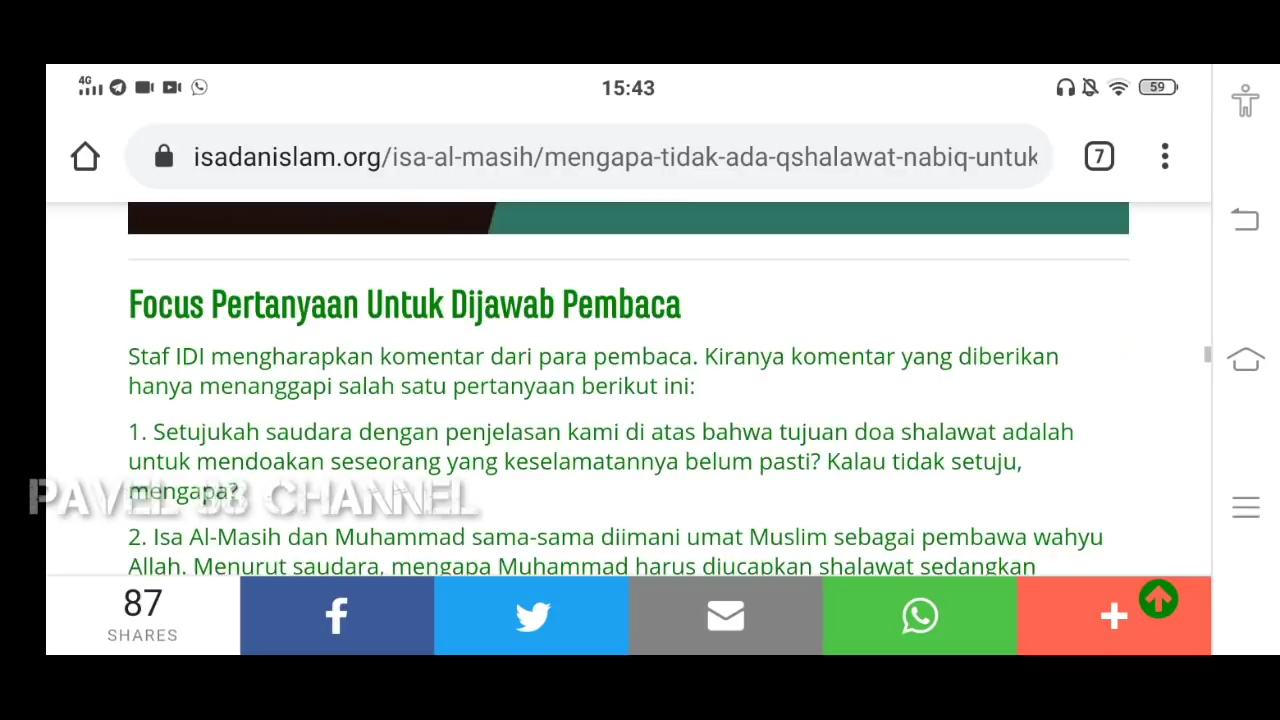 4G
15:43
59
isadanislam.org/isa-al-masih/mengapa-tidak-ada-qshalawat-nabiq-untuk
7
Focus Pertanyaan Untuk Dijawab Pembaca
Staf IDI mengharapkan komentar dari para pembaca. Kiranya komentar yang diberikan
hanya menanggapi salah satu pertanyaan berikut ini:
1. Setujukah saudara dengan penjelasan kami di atas bahwa tujuan doa shalawat adalah
untuk mendoakan seseorang yang keselamatannya belum pasti? Kalau tidak setuju,
mengapa?
PAVEL 98 CHANNEL
2. Isa Al-Masih dan Muhammad sama-sama diimani umat Muslim sebagai pembawa wahyu
Allah. Menurut saudara, mengapa Muhammad harus diucapkan shalawat sedangkan
87
SHARES